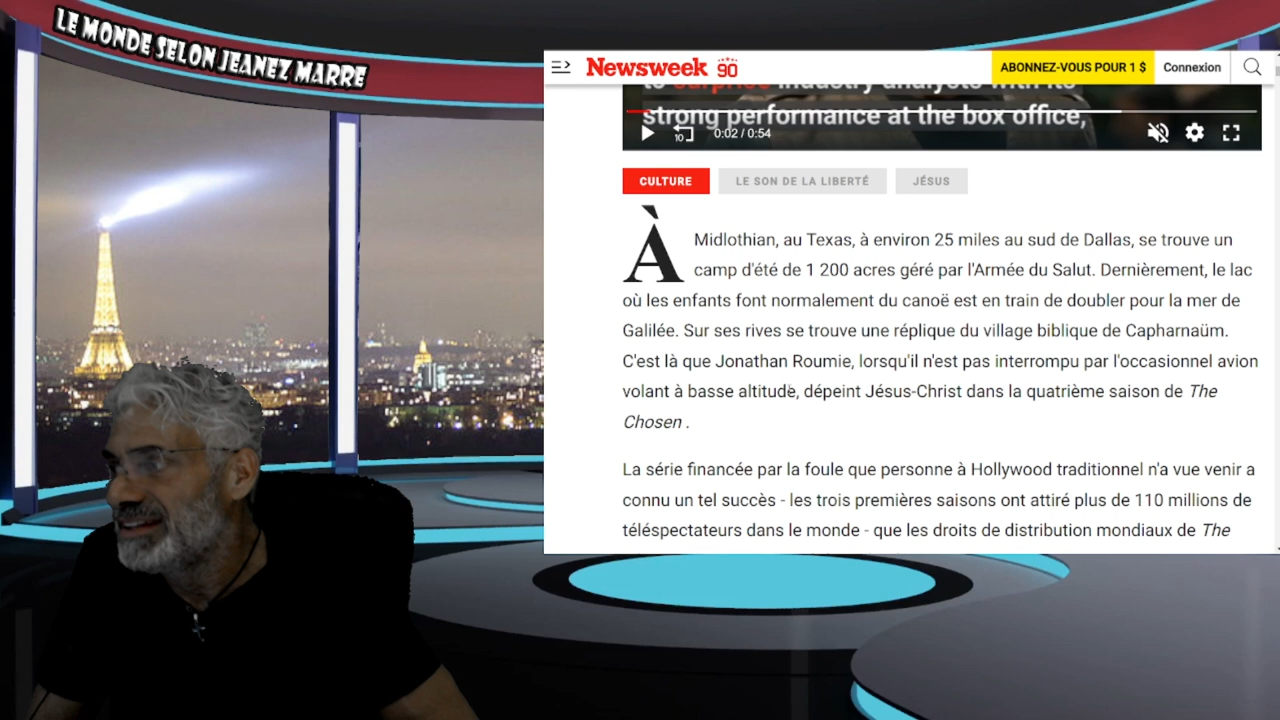 LE MONDE SELON JEANEZ MARRE
Newsweek 90
ABONNEZ-VOUS POUR 1 $
Connexion
to surprise industry analysts with its
strong performance at the box office,
10
0:02 / 0:54
CULTURE
LE SON DE LA LIBERTÉ
JÉSUS
À Midlothian, au Texas, à environ 25 miles au sud de Dallas, se trouve un
camp d'été de 1 200 acres géré par l'Armée du Salut. Dernièrement, le lac
où les enfants font normalement du canoë est en train de doubler pour la mer de
Galilée. Sur ses rives se trouve une réplique du village biblique de Capharnaüm.
C'est là que Jonathan Roumie, lorsqu'il n'est pas interrompu par l'occasionnel avion
volant à basse altitude, dépeint Jésus-Christ dans la quatrième saison de The
Chosen .
La série financée par la foule que personne à Hollywood traditionnel n'a vue venir a
connu un tel succès - les trois premières saisons ont attiré plus de 110 millions de
téléspectateurs dans le monde - que les droits de distribution mondiaux de The